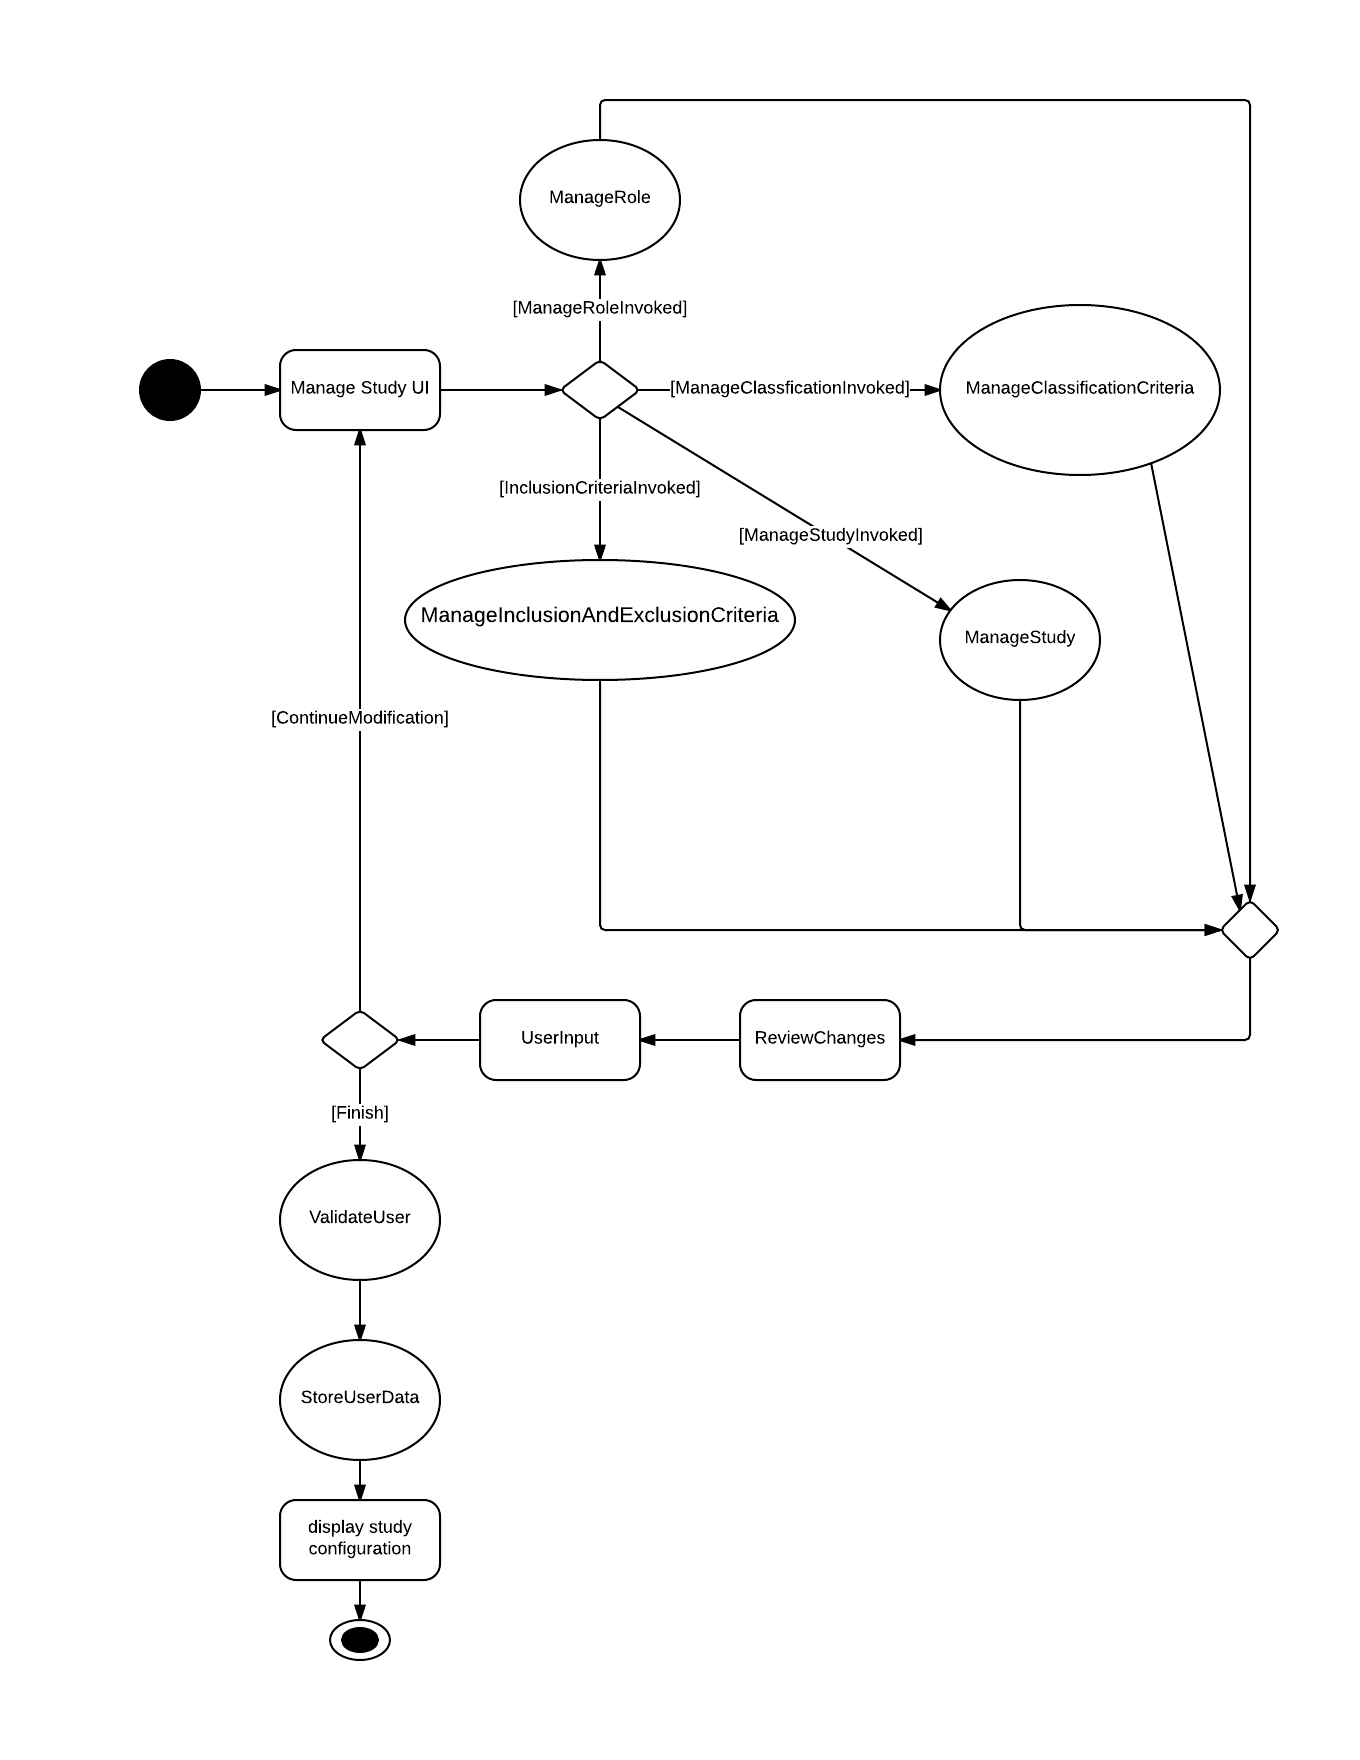 ManageRole
[ManageRoleInvoked]
Manage Study UI
[ManageClassficationInvoked]
ManageClassificationCriteria
[InclusionCriteriaInvoked]
[ManageStudyInvoked]
ManageInclusionAndExclusionCriteria
ManageStudy
[ContinueModification]
UserInput
ReviewChanges
[Finish]
ValidateUser
StoreUserData
display study
configuration